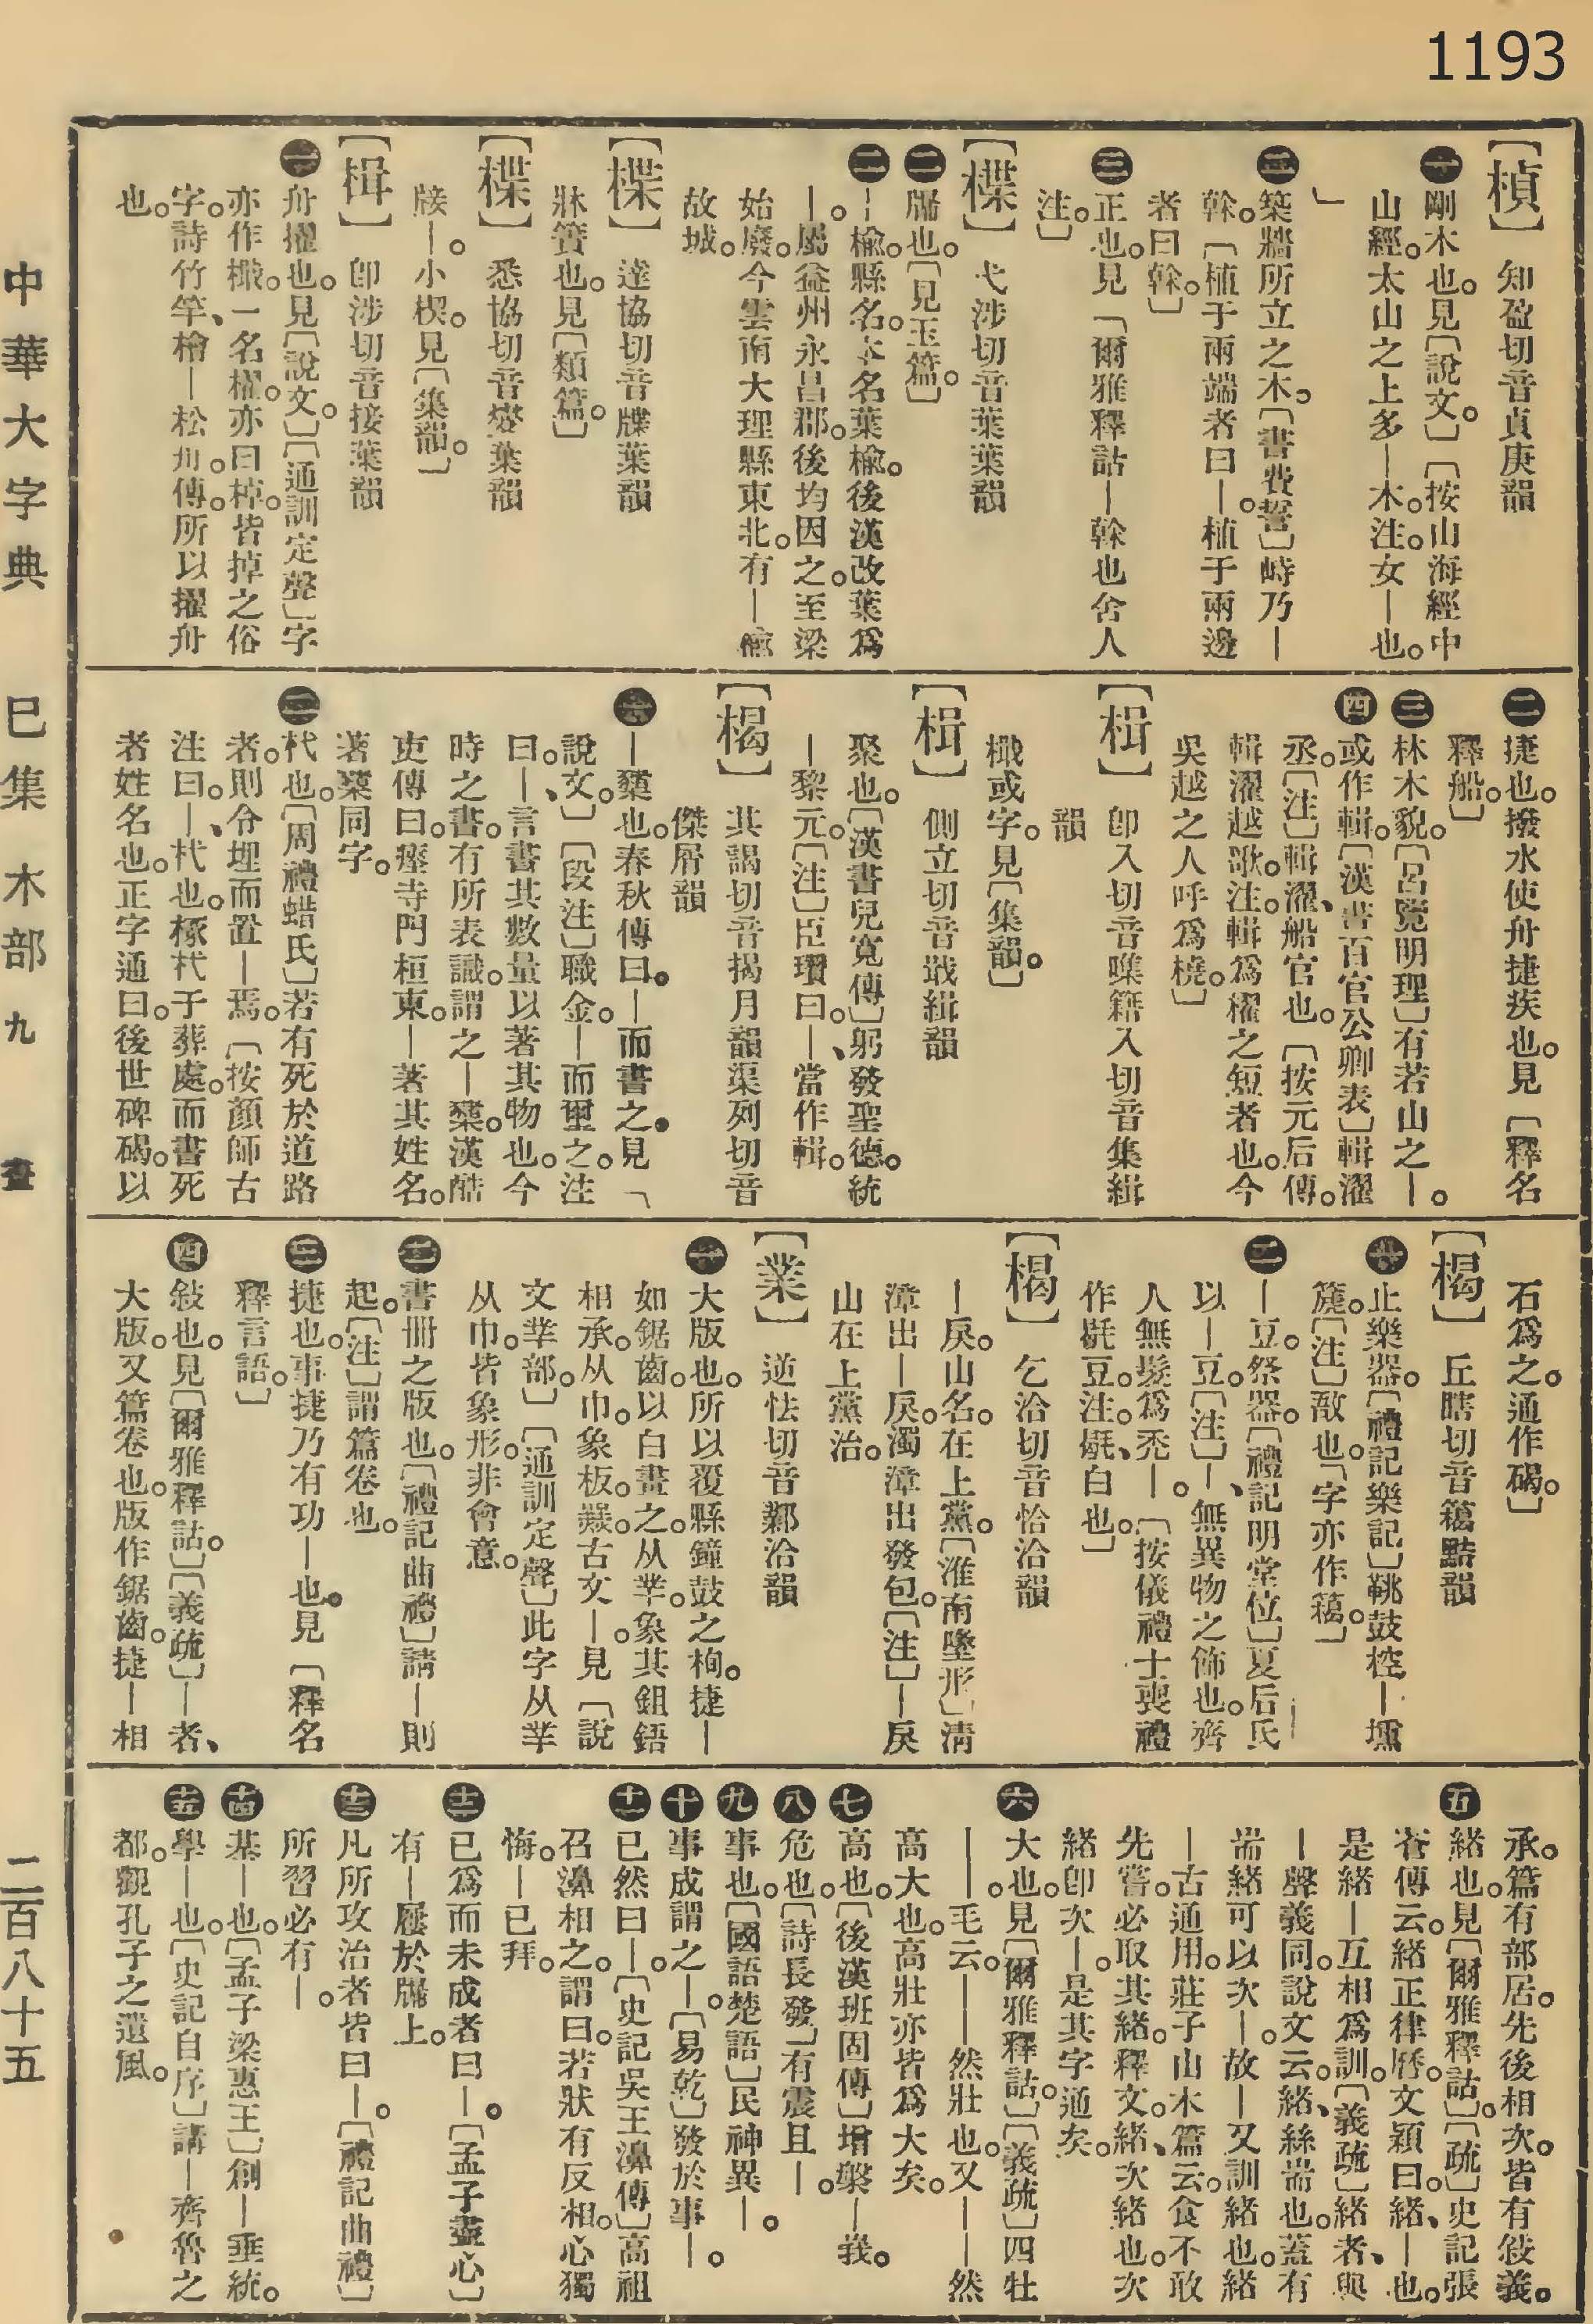 1193
【楨】 知盈切音貞庚韻
㊀剛木也。見〔說文。〕〔按山海經中
山經。太山之上多—木。注。女—也。
〕
㊁築牆所立之木。〔書費誓〕峙乃—
榦。〔植于兩端者曰—。植于兩邊
者曰榦。〕
㊂正也。見〔爾雅釋詁—榦也舍人
注。〕
【楪】 弋涉切音葉葉韻
㊀牖也。〔見玉篇。〕
㊁—榆。縣名。本名葉榆。後漢改葉爲
—。屬益州永昌郡。後均因之。至梁
始廢。今雲南大理縣東北。有—榆
故城。
【楪】 達協切音牒葉韻
牀簀也。見〔類篇。〕
【楪】 悉協切音燮葉韻
㨒—。小楔。見〔集韻。〕
【楫】 卽涉切音接葉韻
㊀舟擢也。見〔說文。〕〔通訓定聲〕字
亦作檝。一名櫂。亦曰棹。皆掉之俗
字。詩竹竿、檜—松舟。傳。所以擢舟
也。
㊁捷也。撥水使舟捷疾也。見〔釋名
釋船。〕
㊂林木貌。〔呂覽明理〕有若山之—。
㊃或作輯。〔漢書百官公卿表〕輯濯
丞。〔注〕輯濯、船官也。〔按元后傳。
輯濯越歌。注。輯爲櫂之短者也。今
吳越之人呼爲橈。〕
【楫】 卽入切音㗱籍入切音集緝
韻
檝或字。見〔集韻。〕
【楫】 側立切音戢緝韻
聚也。〔漢書兒寬傳〕躬發聖德。統
—黎元。〔注〕臣瓚曰。—、當作輯。
【楬】 其謁切音揭月韻渠列切音
傑屑韻
㊀—櫫也。春秋傳曰。—而書之。見〔
說文。〕〔段注〕職金。—而璽之。注
曰。—、言書其數量以著其物也。今
時之書。有所表識。謂之—櫫。漢酷
吏傳曰。瘞寺門桓東。—著其姓名。
著櫫同字。
㊁杙也。〔周禮蜡氏〕若有死於道路
者。則令埋而置—焉。〔按顏師古
注曰。—、杙也。椓杙于葬處。而書死
者姓名也。正字通曰。後世碑碣。以
石爲之。通作碣。〕
【楬】 丘瞎切音䕣黠韻
㊀止樂器。〔禮記樂記〕鞉鼓椌—壎
篪。〔注〕敔也。〔字亦作䕣。〕
㊁—豆。祭器。〔禮記明堂位〕夏后氏
以—豆。〔注〕—、無異物之飾也。齊
人無髮爲禿—。〔按儀禮士喪禮
作毼豆。注。毼、白也。〕
【楬】 乞洽切音恰洽韻
—戾。山名。在上黨。〔淮南墬形〕淸
漳出—戾。濁漳出發包。〔注〕—戾
山在上黨治。
【業】 逆怯切音鄴洽韻
㊀大版也。所以覆縣鐘鼓之栒。捷—
如鋸齒。以白畫之。从丵。象其鉏鋙
相承。从巾。象板。㸁。古文—。見〔說
文丵部。〕〔通訓定聲〕此字从丵
从巾。皆象形。非會意。
㊁書冊之版也。〔禮記曲禮〕請—則
起。〔注〕謂篇卷也。
㊂捷也。事捷乃有功—也。見〔釋名
釋言語。〕
㊃敍也。見〔爾雅釋詁。〕〔義疏〕—者、
大版。又篇卷也。版作鋸齒。捷—相
承。篇有部居。先後相次。皆有敍義。
㊄緖也。見〔爾雅釋詁。〕〔疏〕史記張
蒼傳云。緖正律曆。文穎曰。緖、—也。
是緖—互相爲訓。〔義疏〕緖者、與
—聲義同。說文云。緖、絲耑也。蓋有
耑緖可以次—。故—又訓緖也。緖
—古通用。莊子山木篇云。食不敢
先嘗。必取其緖。釋文。緖、次緖也。次
緖卽次—。是其字通矣。
㊅大也。見〔爾雅釋詁。〕〔義疏〕四牡
——。毛云。——然壯也。又——然
高大也。高壯亦皆爲大矣。
㊆高也。〔後漢班固傳〕增槃—峩。
㊇危也。〔詩長發〕有震且—。
㊈事也。〔國語楚語〕民神異—。
㊉事成謂之—。〔易乾〕發於事—。
⑪已然曰—。〔史記吳王濞傳〕高祖
召濞相之。謂曰。若狀有反相。心獨
悔。—已拜。
⑫已爲而未成者曰—。〔孟子盡心〕
有—屨於牖上。
⑬凡所攻治者皆曰—。〔禮記曲禮〕
所習必有—。
⑭基—也。〔孟子梁惠王〕創—垂統。
⑮學—也。〔史記自序〕講—齊魯之
都。觀孔子之遺風。
中華大字典 巳集 木部 九 畫
二百八十五